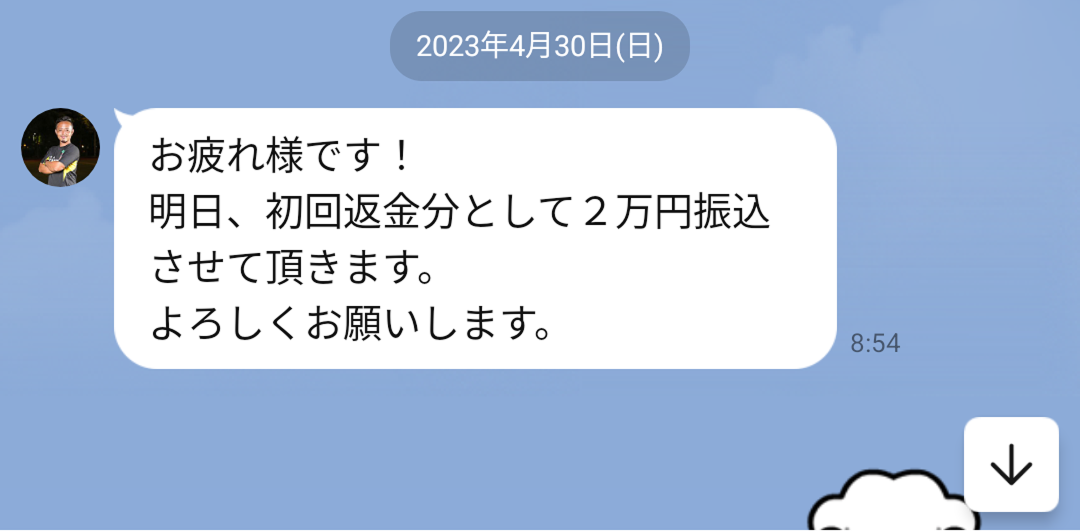 2023年4月30日(日)
お疲れ様です！
明日、初回返金分として２万円振込
させて頂きます。
よろしくお願いします。
8:54